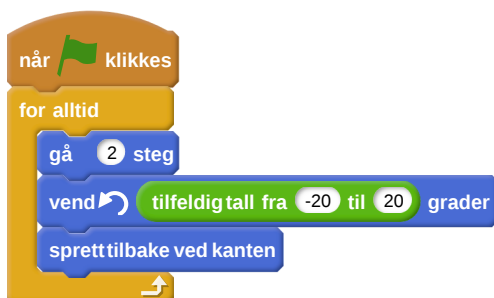 når klikkes
for alltid
gå 2 steg
vend tilfeldig tall fra -20 til 20 grader
sprett tilbake ved kanten